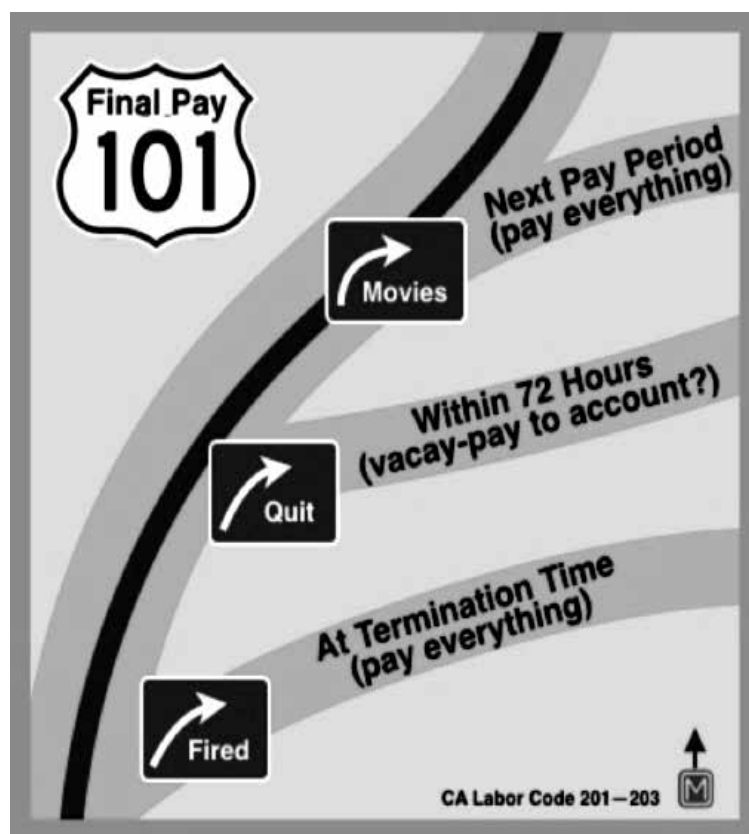 Final Pay
101
Next Pay Period
(pay everything)
Movies
Within 72 Hours
(vacay-pay to account?)
Quit
At Termination Time
(pay everything)
Fired
CA Labor Code 201–203
M